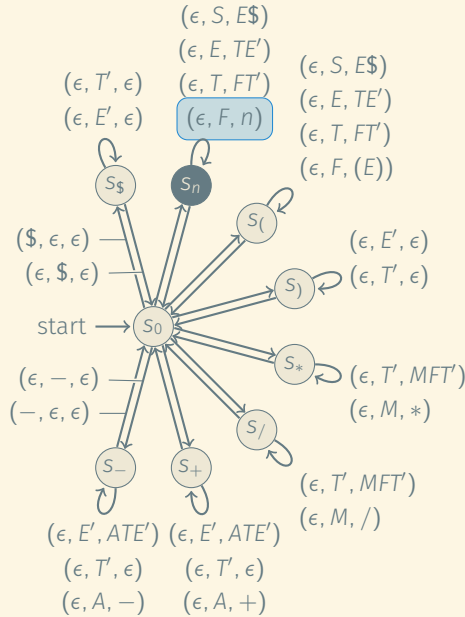 (ϵ, S, E$)
(ϵ, E, TE′)
(ϵ, T, FT′)
(ϵ, F, n)
(ϵ, S, E$)
(ϵ, E, TE′)
(ϵ, T, FT′)
(ϵ, F, (E))
(ϵ, T′, ϵ)
(ϵ, E′, ϵ)
S$
Sn
S(
($, ϵ, ϵ)
(ϵ, $, ϵ)
(ϵ, E′, ϵ)
(ϵ, T′, ϵ)
S)
start
S0
S*
(ϵ, T′, MFT′)
(ϵ, M, *)
(ϵ, −, ϵ)
(−, ϵ, ϵ)
S/
S−
S+
(ϵ, T′, MFT′)
(ϵ, M, /)
(ϵ, E′, ATE′)
(ϵ, T′, ϵ)
(ϵ, A, −)
(ϵ, E′, ATE′)
(ϵ, T′, ϵ)
(ϵ, A, +)